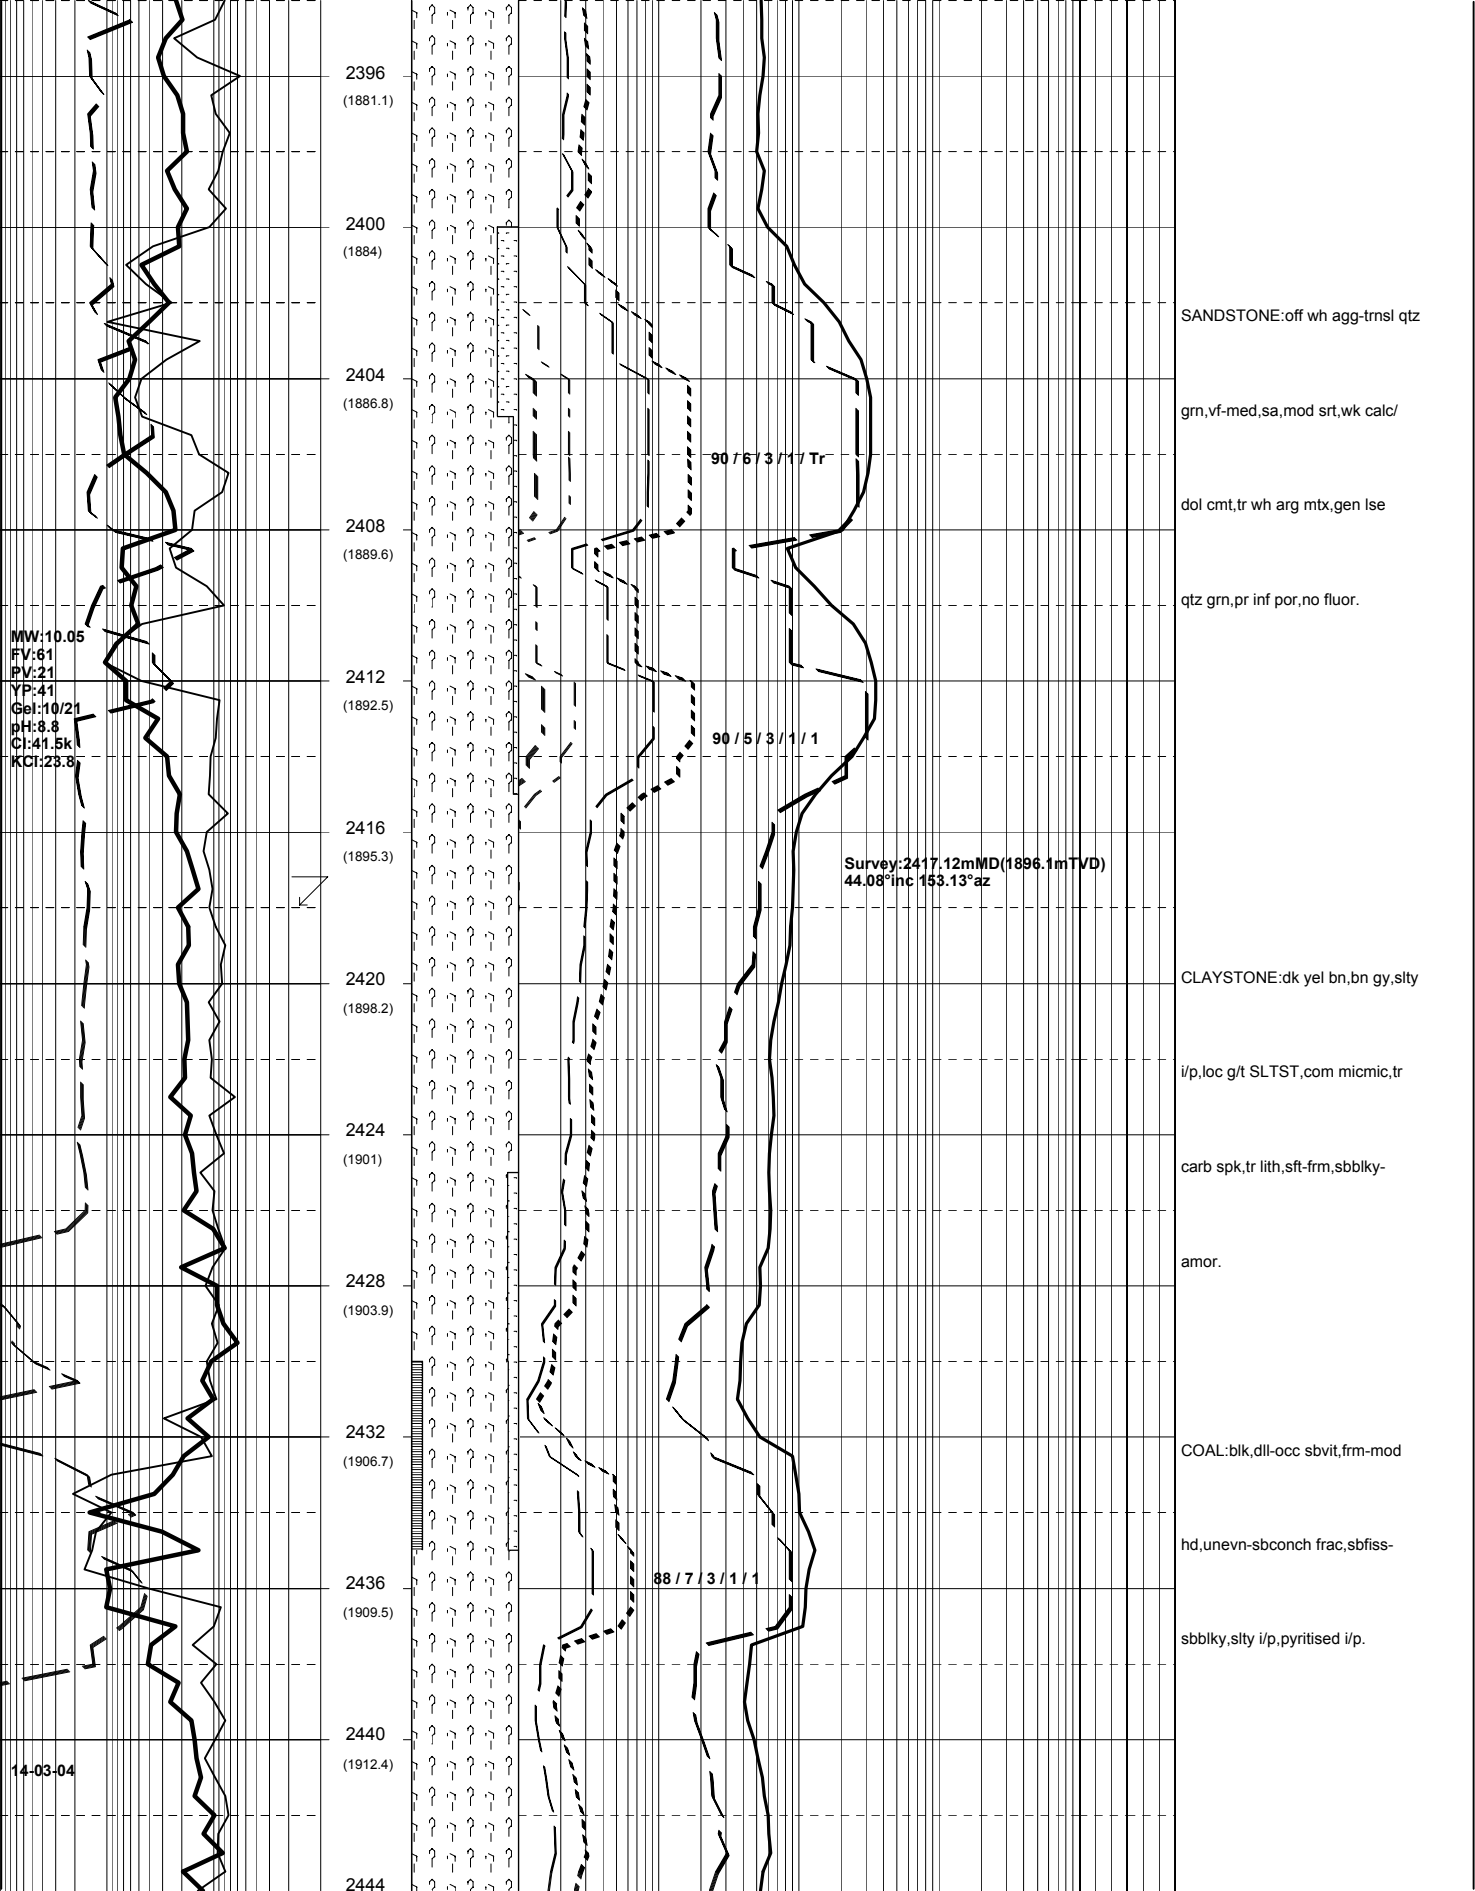 2396
(1881.1)
2400
(1884)
SANDSTONE:off wh agg-trnsl qtz
2404
(1886.8)
grn,vf-med,sa,mod srt,wk calc/
90 / 6 / 3 / 1 / Tr
dol cmt,tr wh arg mtx,gen lse
2408
(1889.6)
qtz grn,pr inf por,no fluor.
MW:10.05
FV:61
PV:21
YP:41
Gel:10/21
pH:8.8
Cl:41.5k
KCl:23.8
2412
(1892.5)
90 / 5 / 3 / 1 / 1
2416
(1895.3)
Survey:2417.12mMD(1896.1mTVD)
44.08°inc 153.13°az
2420
(1898.2)
CLAYSTONE:dk yel bn,bn gy,slty
i/p,loc g/t SLTST,com micmic,tr
2424
(1901)
carb spk,tr lith,sft-frm,sbblky-
amor.
2428
(1903.9)
2432
(1906.7)
COAL:blk,dll-occ sbvit,frm-mod
hd,unevn-sbconch frac,sbfiss-
88 / 7 / 3 / 1 / 1
2436
(1909.5)
sbblky,slty i/p,pyritised i/p.
2440
(1912.4)
14-03-04
2444